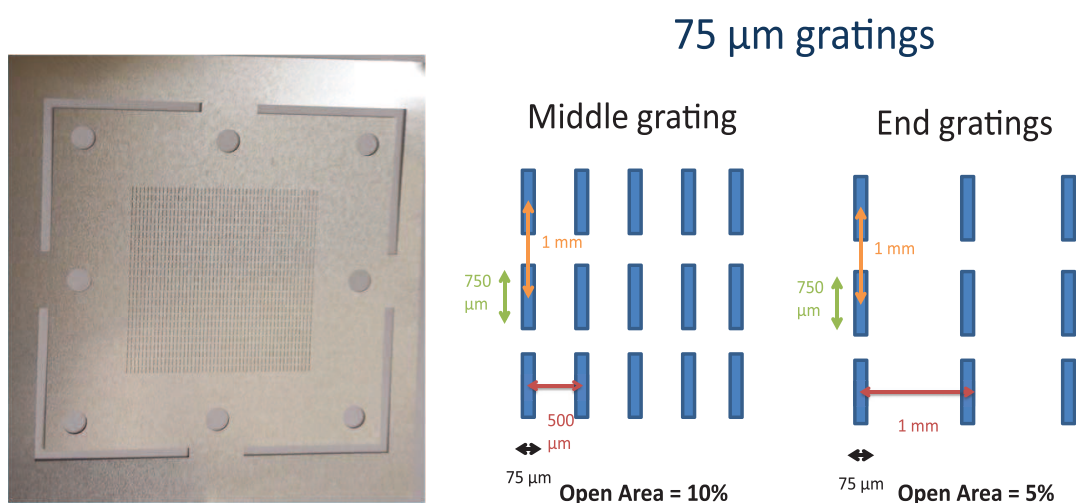 75 μm gratings
Middle grating
End gratings
1 mm
750
μm
500
μm
75 μm
Open Area = 10%
1 mm
750
μm
1 mm
75 μm
Open Area = 5%